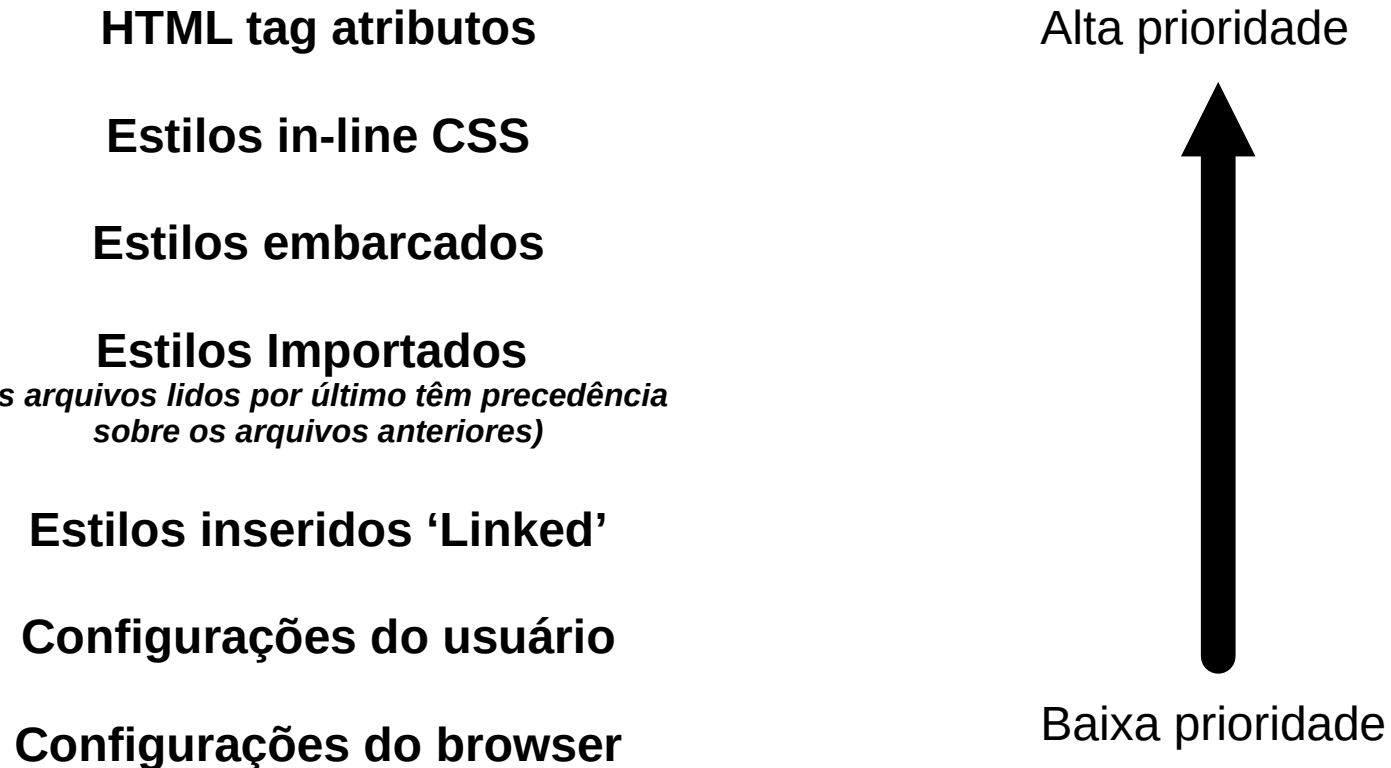 HTML tag atributos
Alta prioridade
Estilos in-line CSS
Estilos embarcados
Estilos Importados
s arquivos lidos por último têm precedência
sobre os arquivos anteriores)
Estilos inseridos ‘Linked’
Configurações do usuário
Baixa prioridade
Configurações do browser